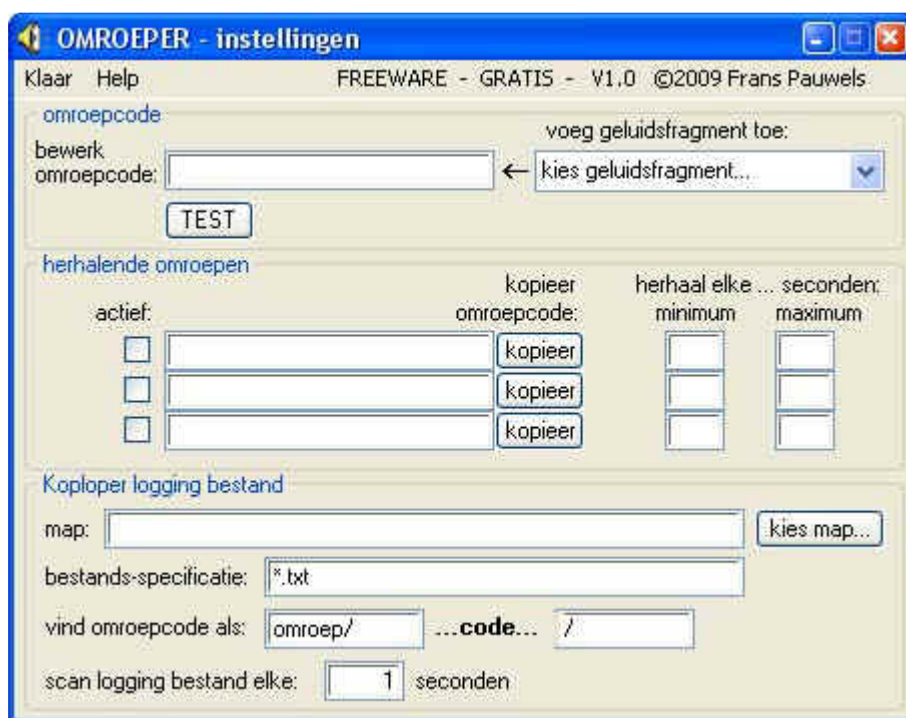 OMROEPER - instellingen
Klaar Help FREEWARE - GRATIS - V1.0 ©2009 Frans Pauwels
omroepcode
voeg geluidsfragment toe:
bewerk
omroepcode: ← kies geluidsfragment...
TEST
herhalende omroepen
kopieer herhaal elke ... seconden:
actief: omroepcode: minimum maximum
kopieer
kopieer
kopieer
Koploper logging bestand
map: kies map...
bestands-specificatie: *.txt
vind omroepcode als: omroep/ ...code... /
scan logging bestand elke: 1 seconden